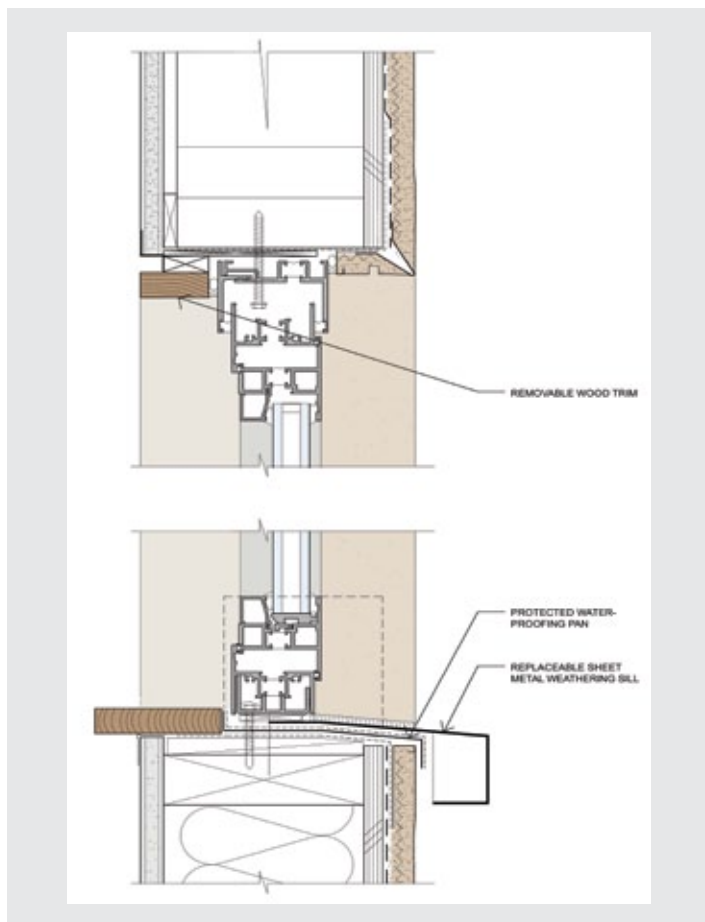 REMOVABLE WOOD TRIM
PROTECTED WATER-
PROOFING PAN
REPLACEABLE SHEET
METAL WEATHERING SILL